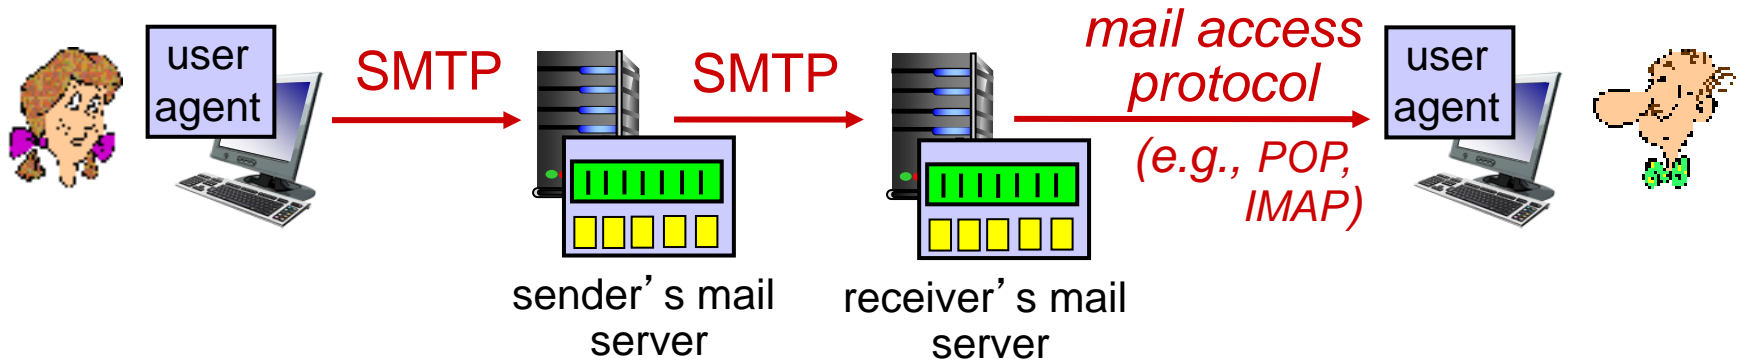 user
agent
SMTP
SMTP
mail access
protocol
(e.g., POP,
IMAP)
user
agent
sender’s mail
server
receiver’s mail
server